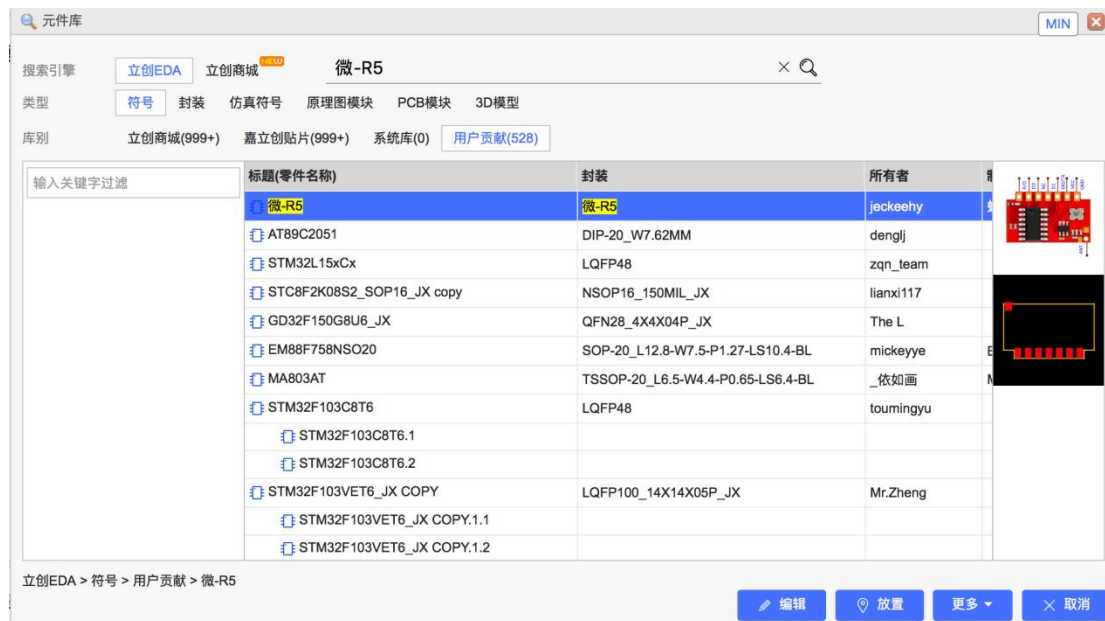 元件库 MIN
搜索引擎 立创EDA 立创商城 NEW 微-R5
类型 符号 封装 仿真符号 原理图模块 PCB模块 3D模型
库别 立创商城(999+) 嘉立创贴片(999+) 系统库(0) 用户贡献(528)
输入关键字过滤
标题(零件名称) 封装 所有者
微-R5 微-R5 jeckeehy
AT89C2051 DIP-20_W7.62MM denglj
STM32L15xCx LQFP48 zqn_team
STC8F2K08S2_SOP16_JX copy NSOP16_150MIL_JX lianxi117
GD32F150G8U6_JX QFN28_4X4X04P_JX The L
EM88F758NSO20 SOP-20_L12.8-W7.5-P1.27-LS10.4-BL mickeyye
MA803AT TSSOP-20_L6.5-W4.4-P0.65-LS6.4-BL _依如画
STM32F103C8T6 LQFP48 toumingyu
STM32F103C8T6.1
STM32F103C8T6.2
STM32F103VET6_JX COPY LQFP100_14X14X05P_JX Mr.Zheng
STM32F103VET6_JX COPY.1.1
STM32F103VET6_JX COPY.1.2
立创EDA > 符号 > 用户贡献 > 微-R5
编辑 放置 更多 取消